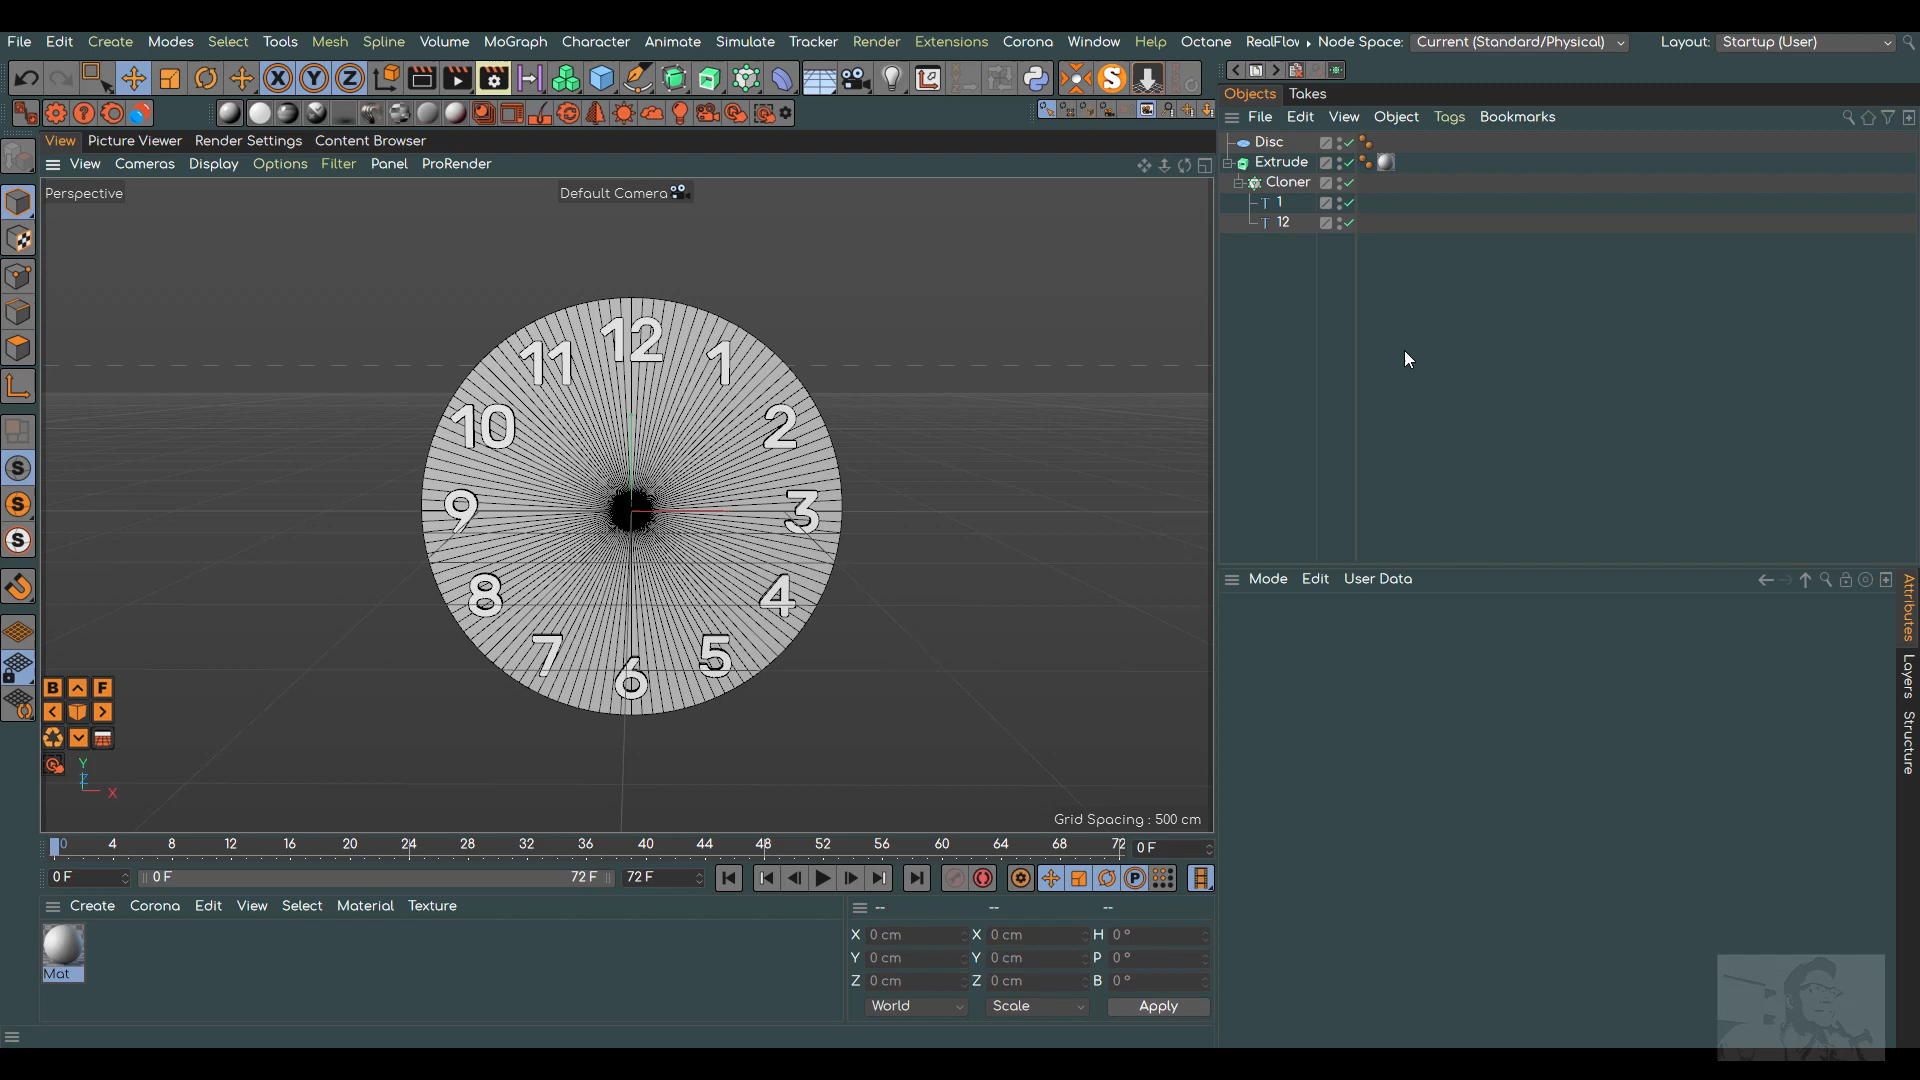 File Edit Create Modes Select Tools Mesh Spline Volume MoGraph Character Animate Simulate Tracker Render Extensions Corona Window Help Octane RealFlow Node Space: Current (Standard/Physical) Layout: Startup (User)
X Y Z S
Objects Takes
File Edit View Object Tags Bookmarks
View Picture Viewer Render Settings Content Browser
View Cameras Display Options Filter Panel ProRender
Disc
Extrude
Cloner
1
12
Perspective
Default Camera
12
11 1
10 2
9 3
8 4
7 5
6
S
S
S
B F
Y
Z
X
Grid Spacing : 500 cm
Mode Edit User Data
Attributes
Layers
Structure
0 4 8 12 16 20 24 28 32 36 40 44 48 52 56 60 64 68 72 0 F
0 F 0 F 72 F 72 F P
Create Corona Edit View Select Material Texture
-- -- --
X 0 cm X 0 cm H 0 °
Y 0 cm Y 0 cm P 0 °
Z 0 cm Z 0 cm B 0 °
World Scale Apply
Mat